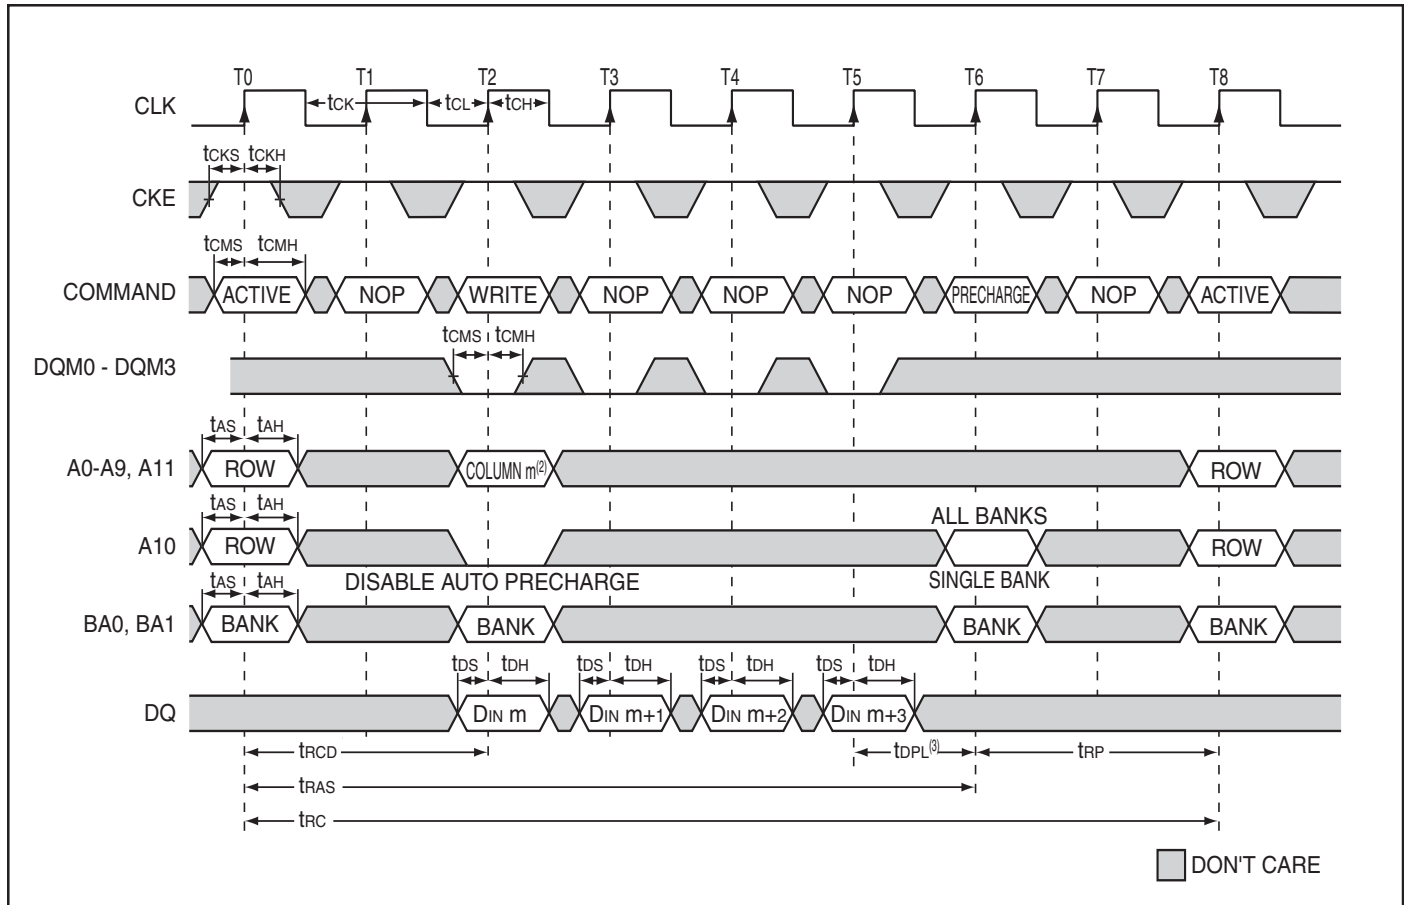 T0 T1 T2 T3 T4 T5 T6 T7 T8
CLK tCK tCL tCH
tCKS tCKH
CKE
tCMS tCMH
COMMAND ACTIVE NOP WRITE NOP NOP NOP PRECHARGE NOP ACTIVE
tCMS tCMH
DQM0 - DQM3
tAS tAH
A0-A9, A11 ROW COLUMN m(2) ROW
tAS tAH ALL BANKS
A10 ROW ROW
DISABLE AUTO PRECHARGE SINGLE BANK
tAS tAH
BA0, BA1 BANK BANK BANK BANK
tDS tDH tDS tDH tDS tDH tDS tDH
DQ DIN m DIN m+1 DIN m+2 DIN m+3
tRCD tDPL(3) tRP
tRAS
tRC
DON'T CARE